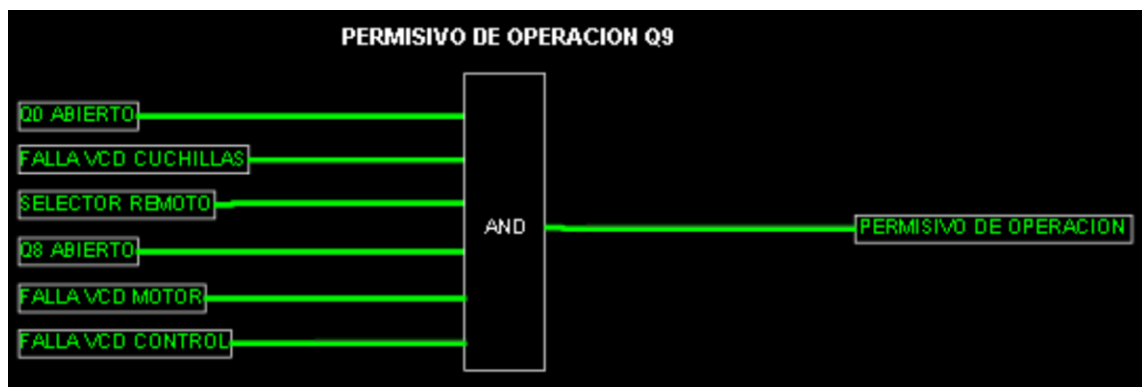 PERMISIVO DE OPERACION Q9
Q0 ABIERTO
FALLA VCD CUCHILLAS
SELECTOR REMOTO
Q8 ABIERTO
FALLA VCD MOTOR
FALLA VCD CONTROL
AND
PERMISIVO DE OPERACION